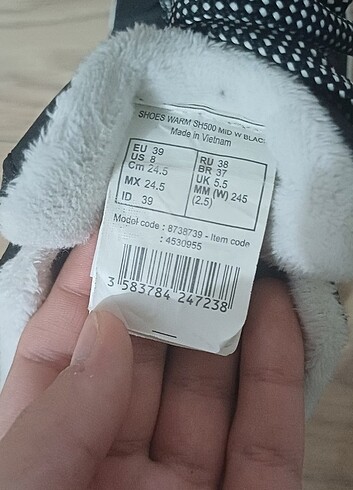 SHOES WARM SH500 MID W BLAC
Made in Vietnam
EU 39
US 8
Cm 24.5
MX 24.5
ID 39
RU 38
BR 37
UK 5.5
MM (W) 245
(2.5)
Model code : 8738739 - Item code
: 4530955
3 583784 247238